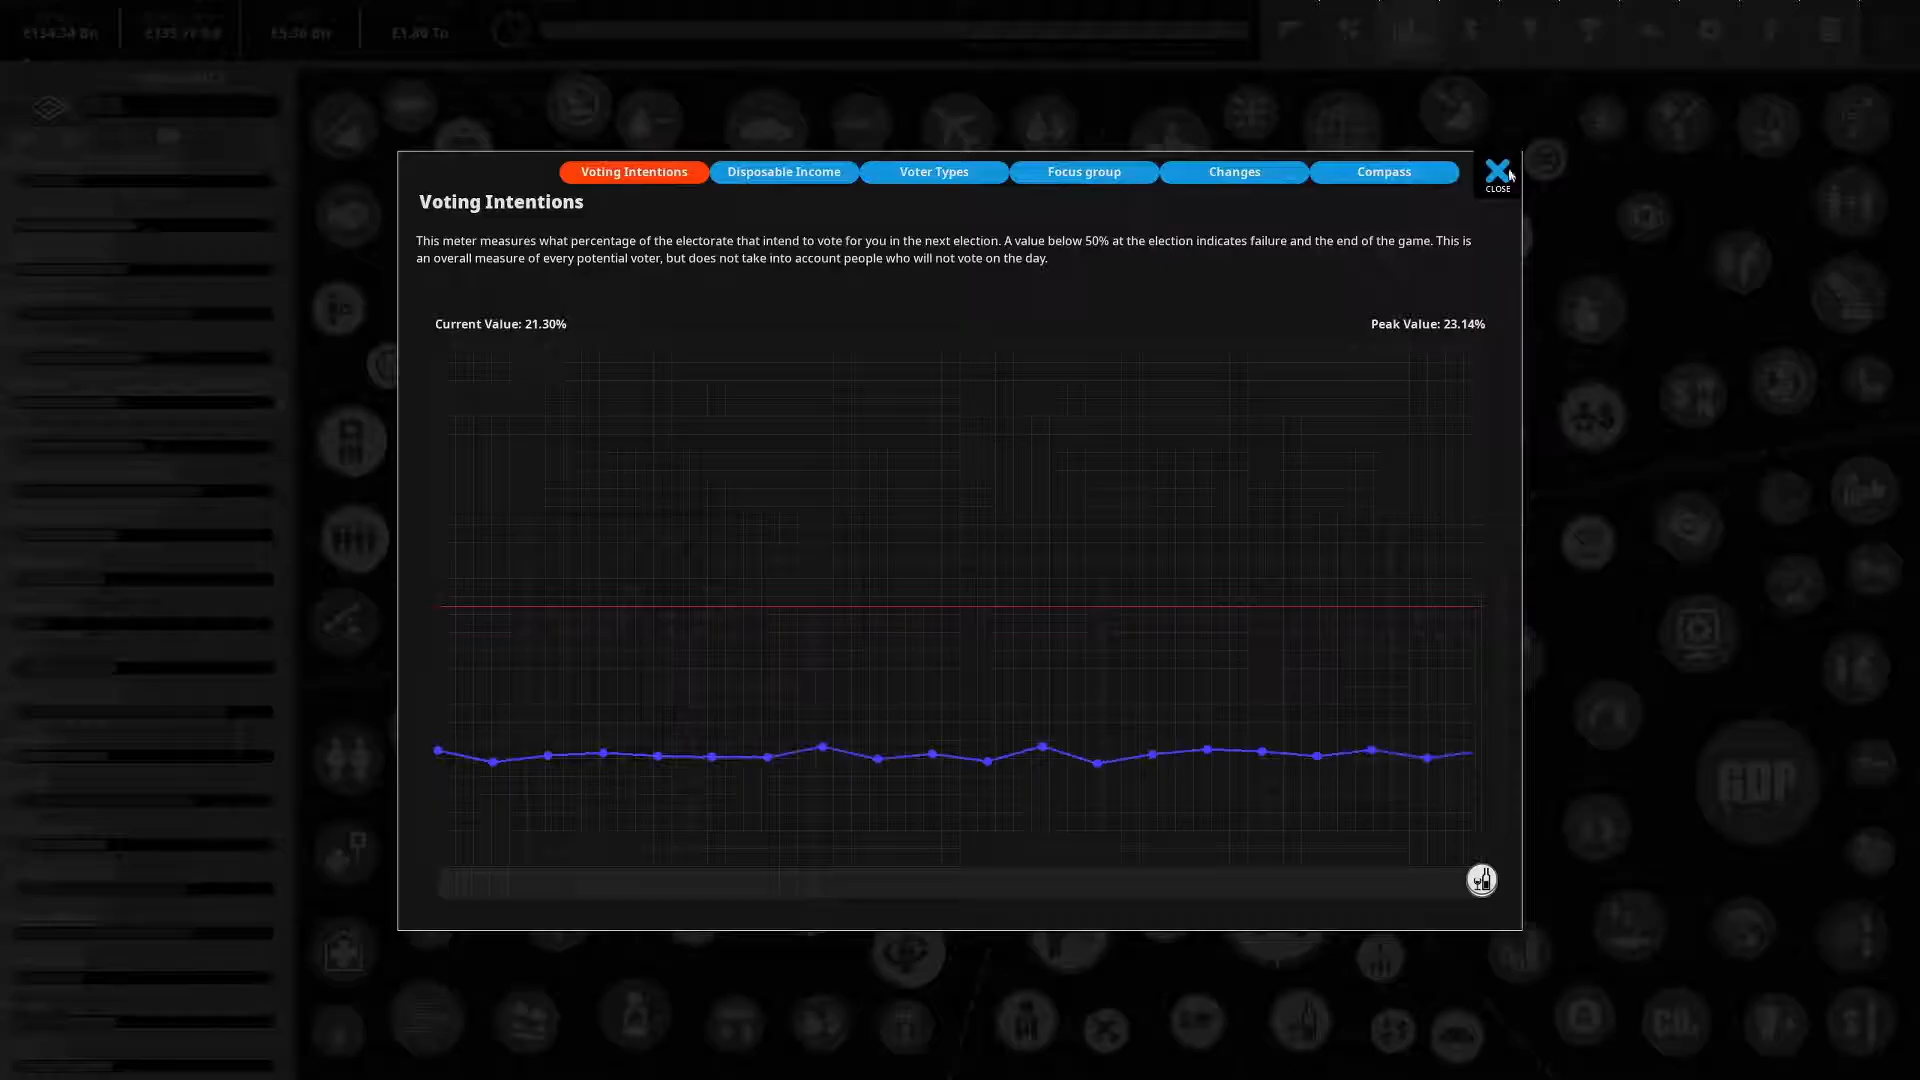 Voting Intentions
Disposable Income
Voter Types
Focus group
Changes
Compass
CLOSE
Voting Intentions
This meter measures what percentage of the electorate that intend to vote for you in the next election. A value below 50% at the election indicates failure and the end of the game. This is
an overall measure of every potential voter, but does not take into account people who will not vote on the day.
Current Value: 21.30%
Peak Value: 23.14%
GDP